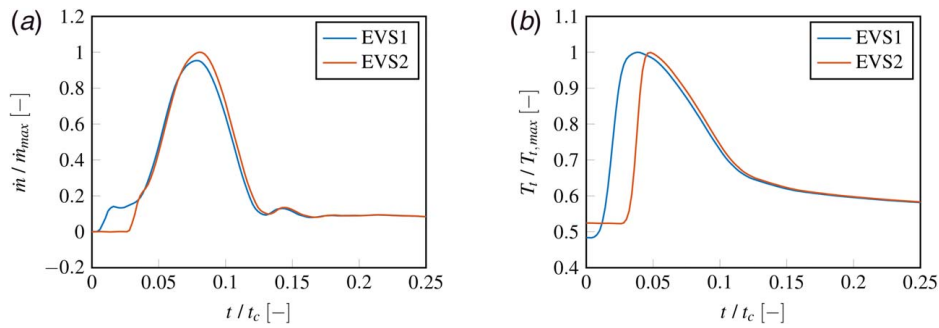 (a)
1.2
1
0.8
0.6
0.4
0.2
0
−0.2
ṁ / ṁmax [−]
0
0.05
0.1
0.15
0.2
0.25
t / tc [−]
EVS1
EVS2
(b)
1.1
1
0.9
0.8
0.7
0.6
0.5
0.4
Tt / Tt,max [−]
0
0.05
0.1
0.15
0.2
0.25
t / tc [−]
EVS1
EVS2